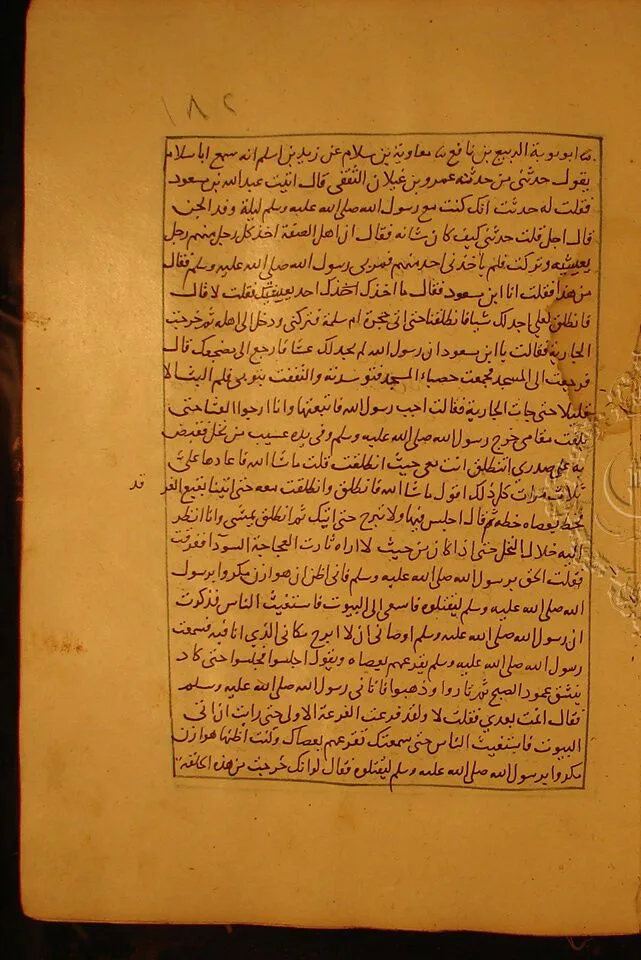 ١٨٢
ثنا ابو توبة الربيع بن نافع ثنا معاوية بن سلام عن زيد بن اسلم انه سمع ابا سلام
يقول حدثني من حدثه عمرو بن غيلان الثقفي قال اتيت عبد الله بن مسعود
فقلت له حدثت انك كنت مع رسول الله صلى الله عليه وسلم ليلة وفد الجن
قال اجل قلت حدثني كيف كان شانه فقال ان اهل الصفة اخذ كل رجل منهم رجل
يعشيه وتركت فلم ياخذني احد منهم فمر بي رسول الله صلى الله عليه وسلم فقال
من هذا فقلت انا ابن مسعود فقال ما اخذك احد يعشيك فقلت لا قال
فانطلق لعلي اجد لك شيا فانطلقنا حتى اتى حجرة ام سلمة فتركني ودخل الى اهله ثم خرجت
الجارية فقالت يا ابن مسعود ان رسول الله لم يجد لك عشا فارجع الى مضجعك قال
فرجعت الى المسجد فجمعت حصباء المسجد فتوسدته والتففت بثوبي فلم البث الا
قليلا حتى جات الجارية فقالت اجب رسول الله فاتبعتها وانا ارجوا العشا حتى
بلغت مقامي خرج رسول الله صلى الله عليه وسلم وفي يده عسيب من نخل فعرض
به على صدري انتطلق انت معي حيث انطلقت قلت ما شا الله فاعادها علي
ثلاث مرات كل ذلك اقول ما شا الله فانطلق وانطلقت معه حتى اتينا بقيع الغر قد
فخط بعصاه خطه ثم قال اجلس فيها ولا تبرح حتى اتيك ثم انطلق يمشي وانا انظر
اليه خلال النخل حتى اذا كان من حيث لا اراه ثارت العجاجة السودا ففرقت
فقلت الحق برسول الله صلى الله عليه وسلم فاني اظن ان هوازن مكروا برسول
الله صلى الله عليه وسلم ليقتلوه فاسعى الى البيوت فاستغيث الناس فذكرت
ان رسول الله صلى الله عليه وسلم اوصاني ان لا ابرح مكاني الذي انا فيه فسمعت
رسول الله صلى الله عليه وسلم يقرعهم بعصاه ويقول اجلسوا فجلسوا حتى كاد
ينشق عمود الصبح ثم ثاروا وذهبوا فاتاني رسول الله صلى الله عليه وسلم
فقال انمت بعدي فقلت لا ولقد فزعت الفزعة الاولى حتى رايت ان اتي
البيوت فاستغيث الناس حتى سمعتك تقرعهم بعصاك وكنت اظنها هوازن
مكروا برسول الله صلى الله عليه وسلم ليقتلوه فقال لو انك خرجت من هذه الحلقة